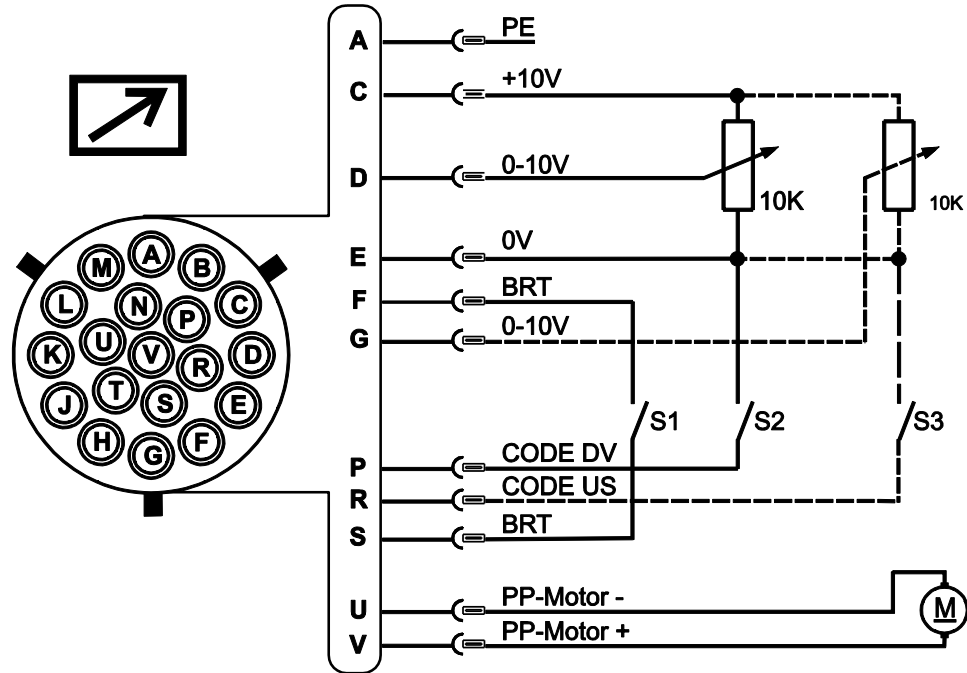 A PE
C +10V
D 0-10V
10K
10K
E 0V
F BRT
G 0-10V
S1
S2
S3
P CODE DV
R CODE US
S BRT
U PP-Motor -
V PP-Motor +
M
A
M
B
L
N
P
C
K
U
V
R
D
T
S
J
E
H
G
F